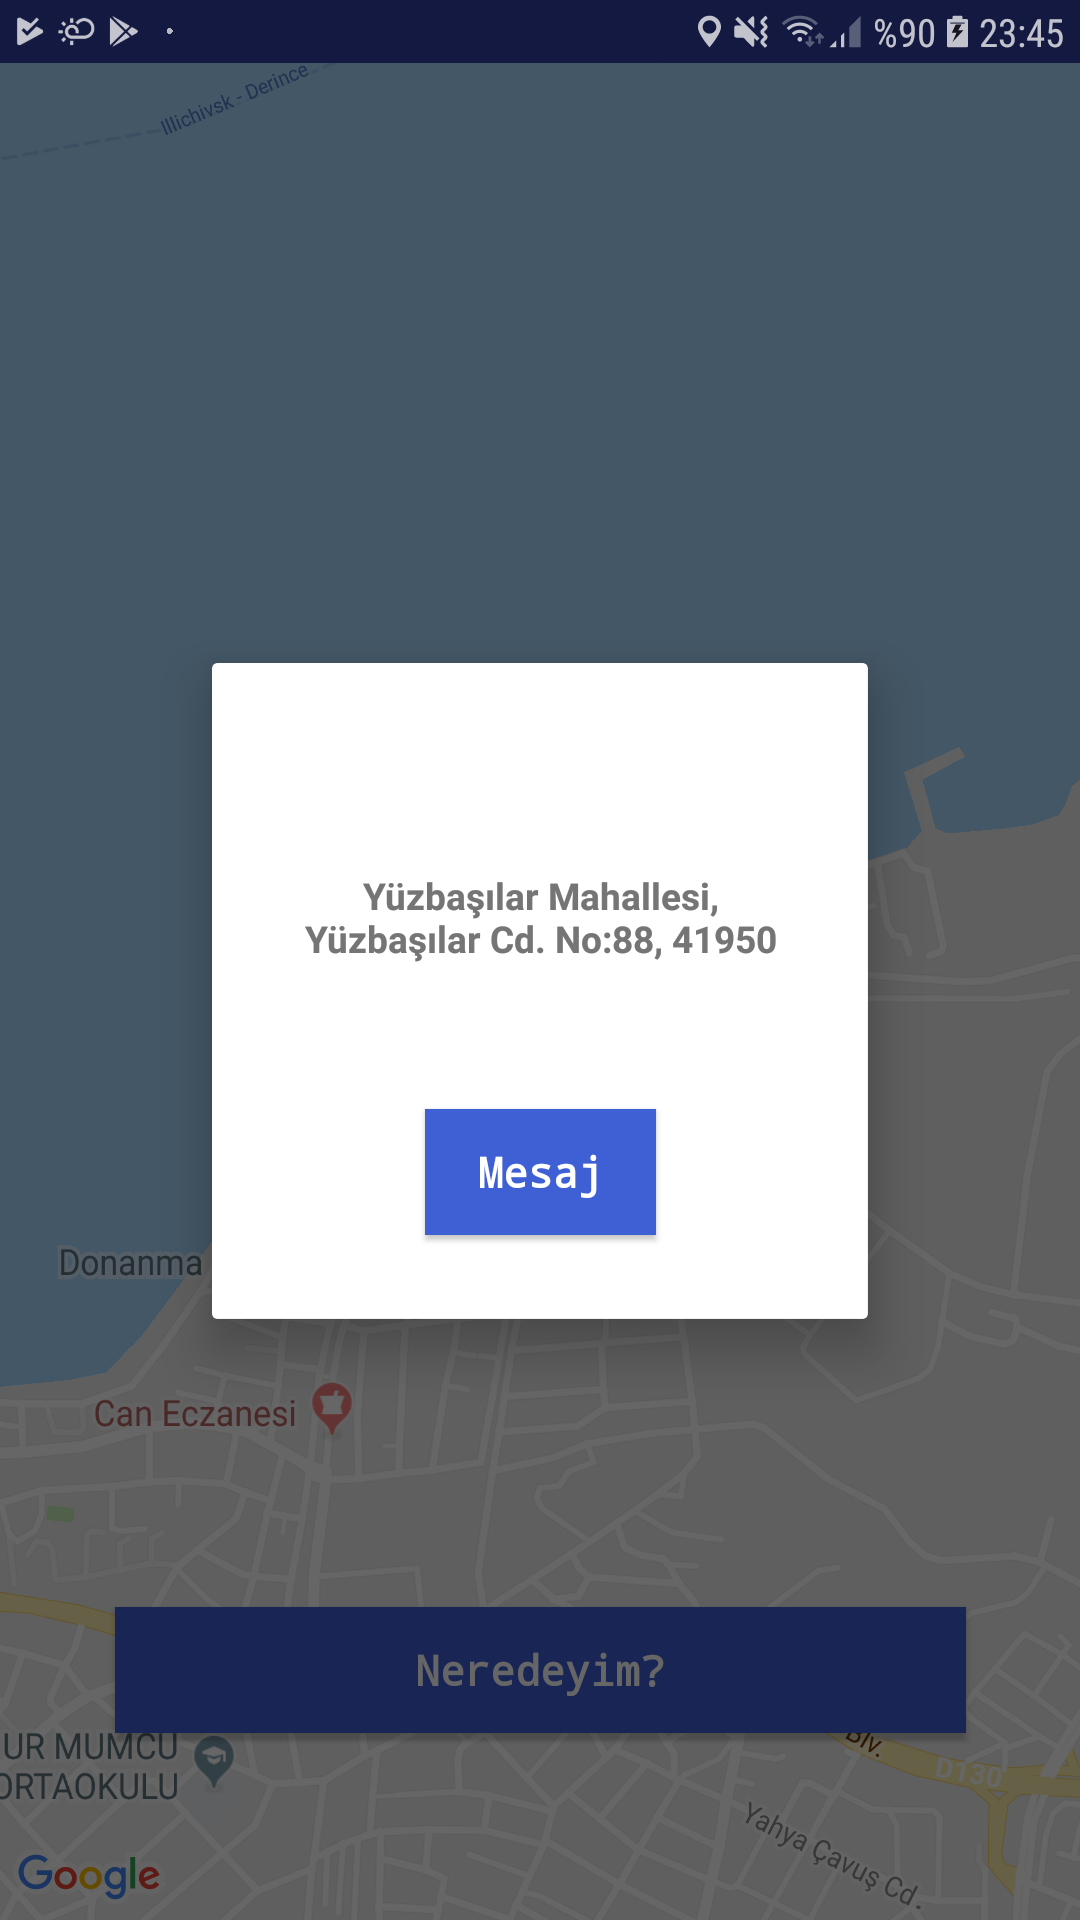 %90 23:45
Illichivsk - Derince
Yüzbaşılar Mahallesi,
Yüzbaşılar Cd. No:88, 41950
Mesaj
Donanma
Can Eczanesi
Neredeyim?
UR MUMCU
ORTAOKULU
Blv.
D130
Yahya Çavuş Cd.
Google